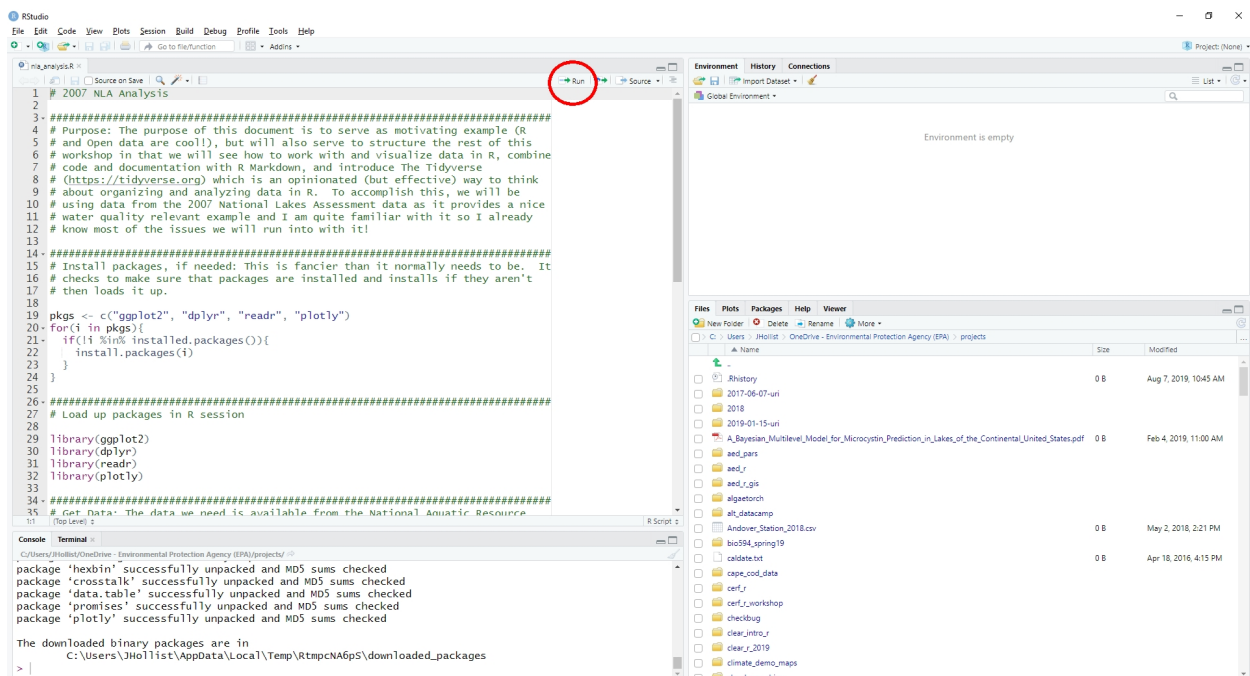 RStudio
File Edit Code View Plots Session Build Debug Profile Tools Help
Go to file/function Addins Project: (None)
nla_analysis.R
Source on Save Run Source
1 # 2007 NLA Analysis
2
3 ################################################################################
4 # Purpose: The purpose of this document is to serve as motivating example (R
5 # and Open data are cool!), but will also serve to structure the rest of this
6 # workshop in that we will see how to work with and visualize data in R, combine
7 # code and documentation with R Markdown, and introduce The Tidyverse
8 # (https://tidyverse.org) which is an opinionated (but effective) way to think
9 # about organizing and analyzing data in R.  To accomplish this, we will be
10 # using data from the 2007 National Lakes Assessment data as it provides a nice
11 # water quality relevant example and I am quite familiar with it so I already
12 # know most of the issues we will run into with it!
13
14 ################################################################################
15 # Install packages, if needed: This is fancier than it normally needs to be.  It
16 # checks to make sure that packages are installed and installs if they aren't
17 # then loads it up.
18
19 pkgs <- c("ggplot2", "dplyr", "readr", "plotly")
20 for(i in pkgs){
21   if(!i %in% installed.packages()){
22     install.packages(i)
23   }
24 }
25
26 ################################################################################
27 # Load up packages in R session
28
29 library(ggplot2)
30 library(dplyr)
31 library(readr)
32 library(plotly)
33
34 ################################################################################
35 # Get Data: The data we need is available from the National Aquatic Resource
1:1 (Top Level) R Script
Console Terminal
C:/Users/JHollist/OneDrive - Environmental Protection Agency (EPA)/projects/
package 'hexbin' successfully unpacked and MD5 sums checked
package 'crosstalk' successfully unpacked and MD5 sums checked
package 'data.table' successfully unpacked and MD5 sums checked
package 'promises' successfully unpacked and MD5 sums checked
package 'plotly' successfully unpacked and MD5 sums checked
The downloaded binary packages are in
C:\Users\JHollist\AppData\Local\Temp\RtmpcNA6pS\downloaded_packages
>
Environment History Connections
Import Dataset List
Global Environment
Environment is empty
Files Plots Packages Help Viewer
New Folder Delete Rename More
C: > Users > JHollist > OneDrive - Environmental Protection Agency (EPA) > projects ...
Name Size Modified
..
.Rhistory 0 B Aug 7, 2019, 10:45 AM
2017-06-07-uri
2018
2019-01-15-uri
A_Bayesian_Multilevel_Model_for_Microcystin_Prediction_in_Lakes_of_the_Continental_United_States.pdf 0 B Feb 4, 2019, 11:00 AM
aed_pars
aed_r
aed_r_gis
algaetorch
alt_datacamp
Andover_Station_2018.csv 0 B May 2, 2018, 2:21 PM
bio594_spring19
caldate.txt 0 B Apr 18, 2016, 4:15 PM
cape_cod_data
cerf_r
cerf_r_workshop
checkbug
clear_intro_r
clear_r_2019
climate_demo_maps